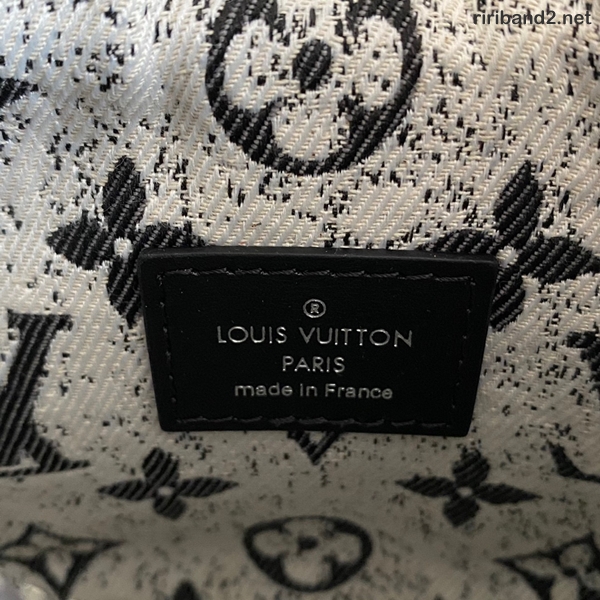 ririband2.net
®
LOUIS VUITTON
PARIS
made in France